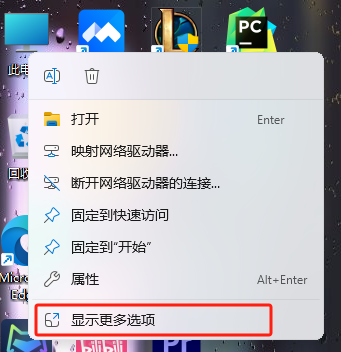 此电
PC
打开 Enter
映射网络驱动器...
断开网络驱动器的连接...
固定到快速访问
固定到"开始"
属性 Alt+Enter
显示更多选项
回收
Micro
Ed
Pr